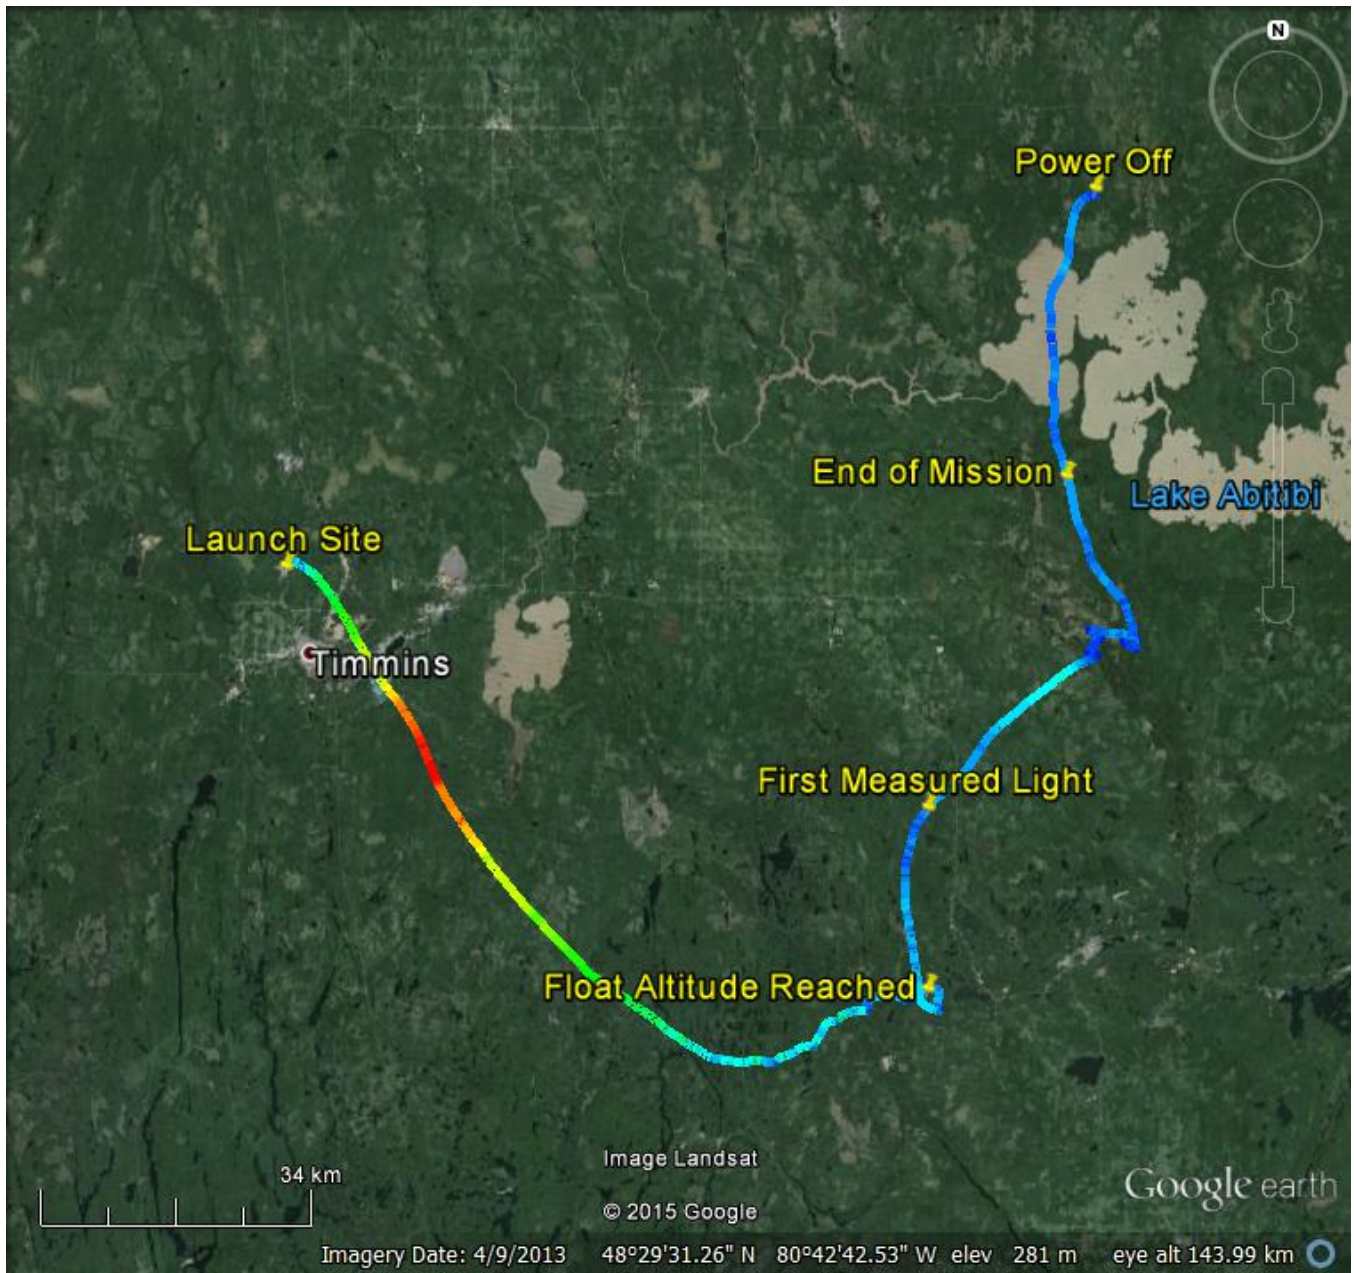 N
Power Off
End of Mission
Lake Abitibi
Launch Site
Timmins
First Measured Light
Float Altitude Reached
34 km
Image Landsat
© 2015 Google
Google earth
Imagery Date: 4/9/2013 48°29'31.26" N 80°42'42.53" W elev 281 m eye alt 143.99 km